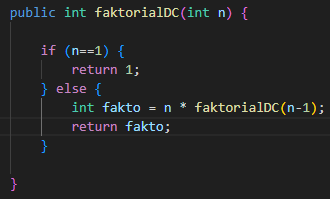 public int faktorialDC(int n) {
if (n==1) {
return 1;
} else {
int fakto = n * faktorialDC(n-1);
return fakto;
}
}